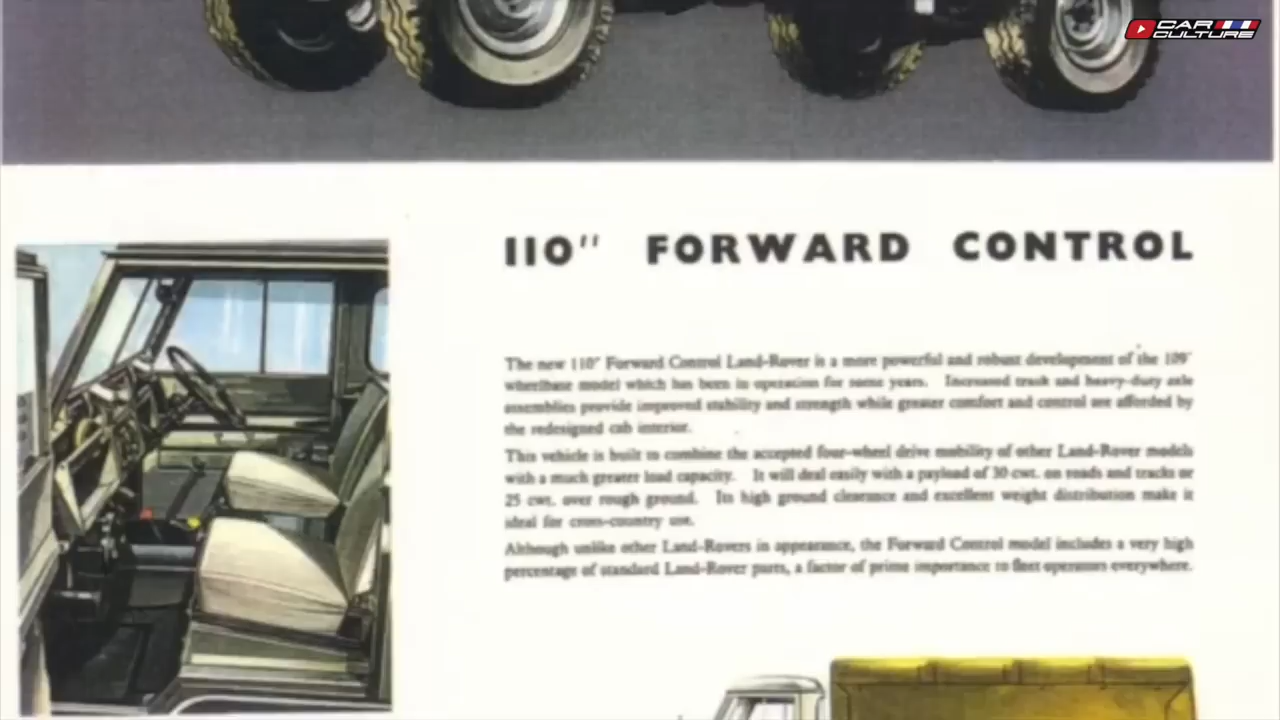 CAR
CULTURE
110" FORWARD CONTROL
The new 110" Forward Control Land-Rover is a more powerful and robust development of the 109"
wheelbase model which has been in operation for some years. Increased track and heavy-duty axle
assemblies provide improved stability and strength while greater comfort and control are afforded by
the redesigned cab interior.
This vehicle is built to combine the accepted four-wheel drive mobility of other Land-Rover models
with a much greater load capacity. It will deal easily with a payload of 30 cwt. on roads and tracks or
25 cwt. over rough ground. Its high ground clearance and excellent weight distribution make it
ideal for cross-country use.
Although unlike other Land-Rovers in appearance, the Forward Control model includes a very high
percentage of standard Land-Rover parts, a factor of prime importance to fleet operators everywhere.